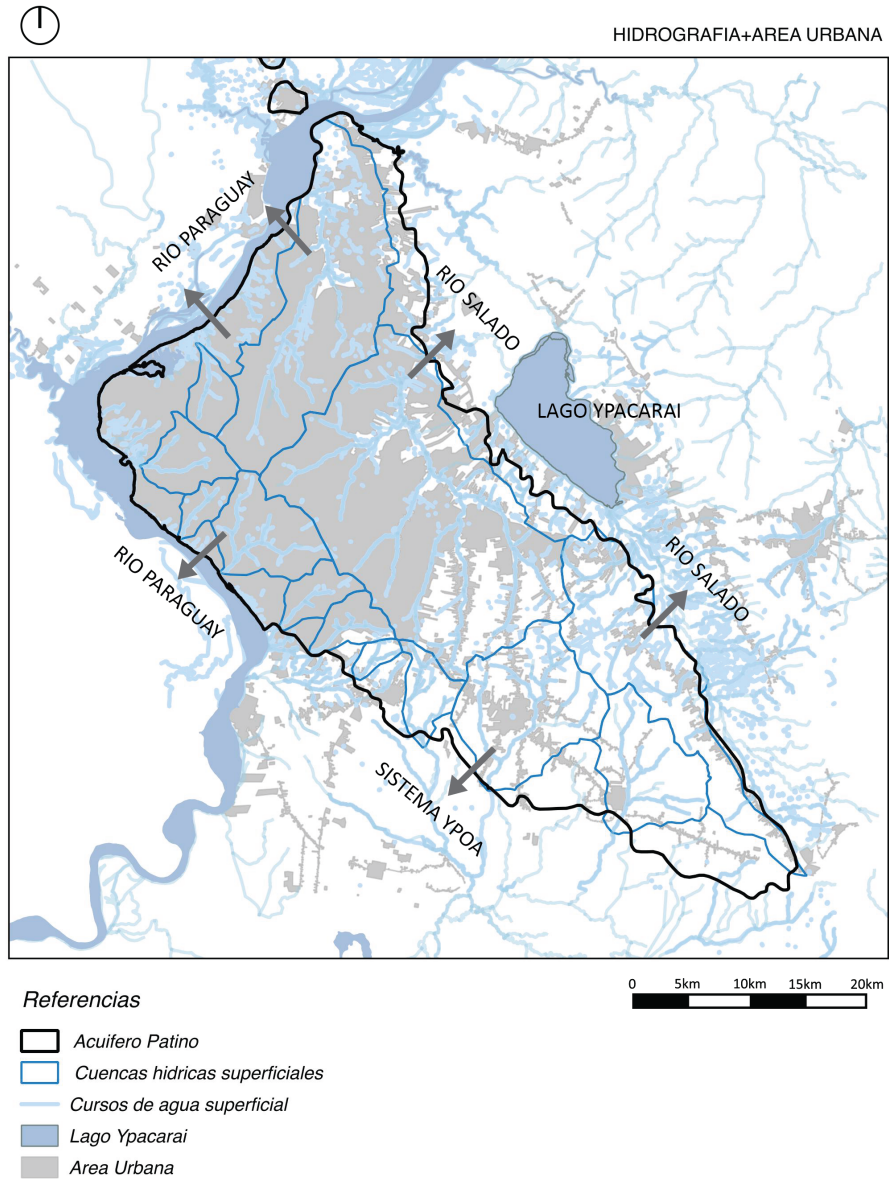 HIDROGRAFIA+AREA URBANA
RIO PARAGUAY
RIO SALADO
LAGO YPACARAI
RIO PARAGUAY
RIO SALADO
SISTEMA YPOA
Referencias
0 5km 10km 15km 20km
Acuifero Patino
Cuencas hidricas superficiales
Cursos de agua superficial
Lago Ypacarai
Area Urbana